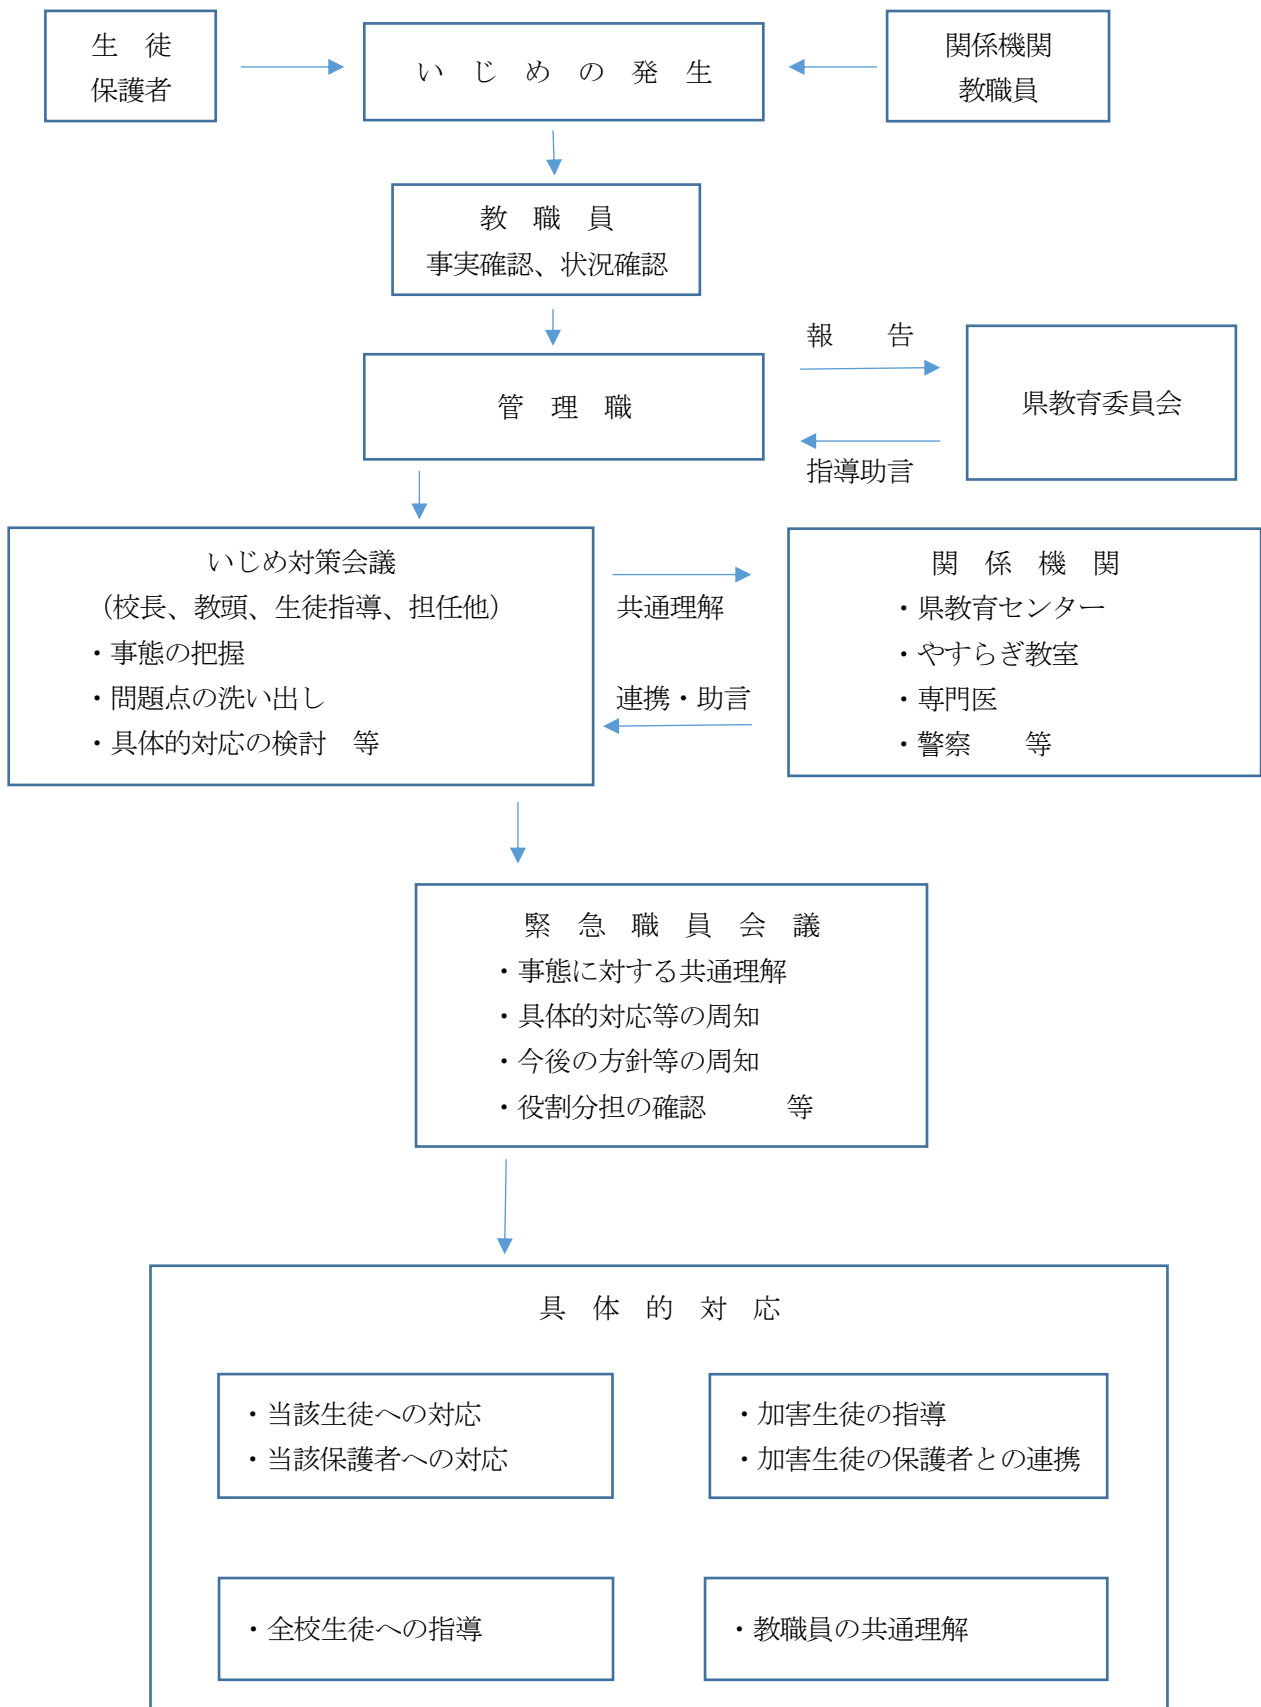 生　徒
保護者
い　じ　め　の　発　生
関係機関
教職員
教　職　員
事実確認、状況確認
管　理　職
報　　告
指導助言
県教育委員会
いじめ対策会議
（校長、教頭、生徒指導、担任他）
・事態の把握
・問題点の洗い出し
・具体的対応の検討　等
共通理解
連携・助言
関　係　機　関
・県教育センター
・やすらぎ教室
・専門医
・警察　　等
緊　急　職　員　会　議
・事態に対する共通理解
・具体的対応等の周知
・今後の方針等の周知
・役割分担の確認　　　等
具　体　的　対　応
・当該生徒への対応
・当該保護者への対応
・加害生徒の指導
・加害生徒の保護者との連携
・全校生徒への指導
・教職員の共通理解